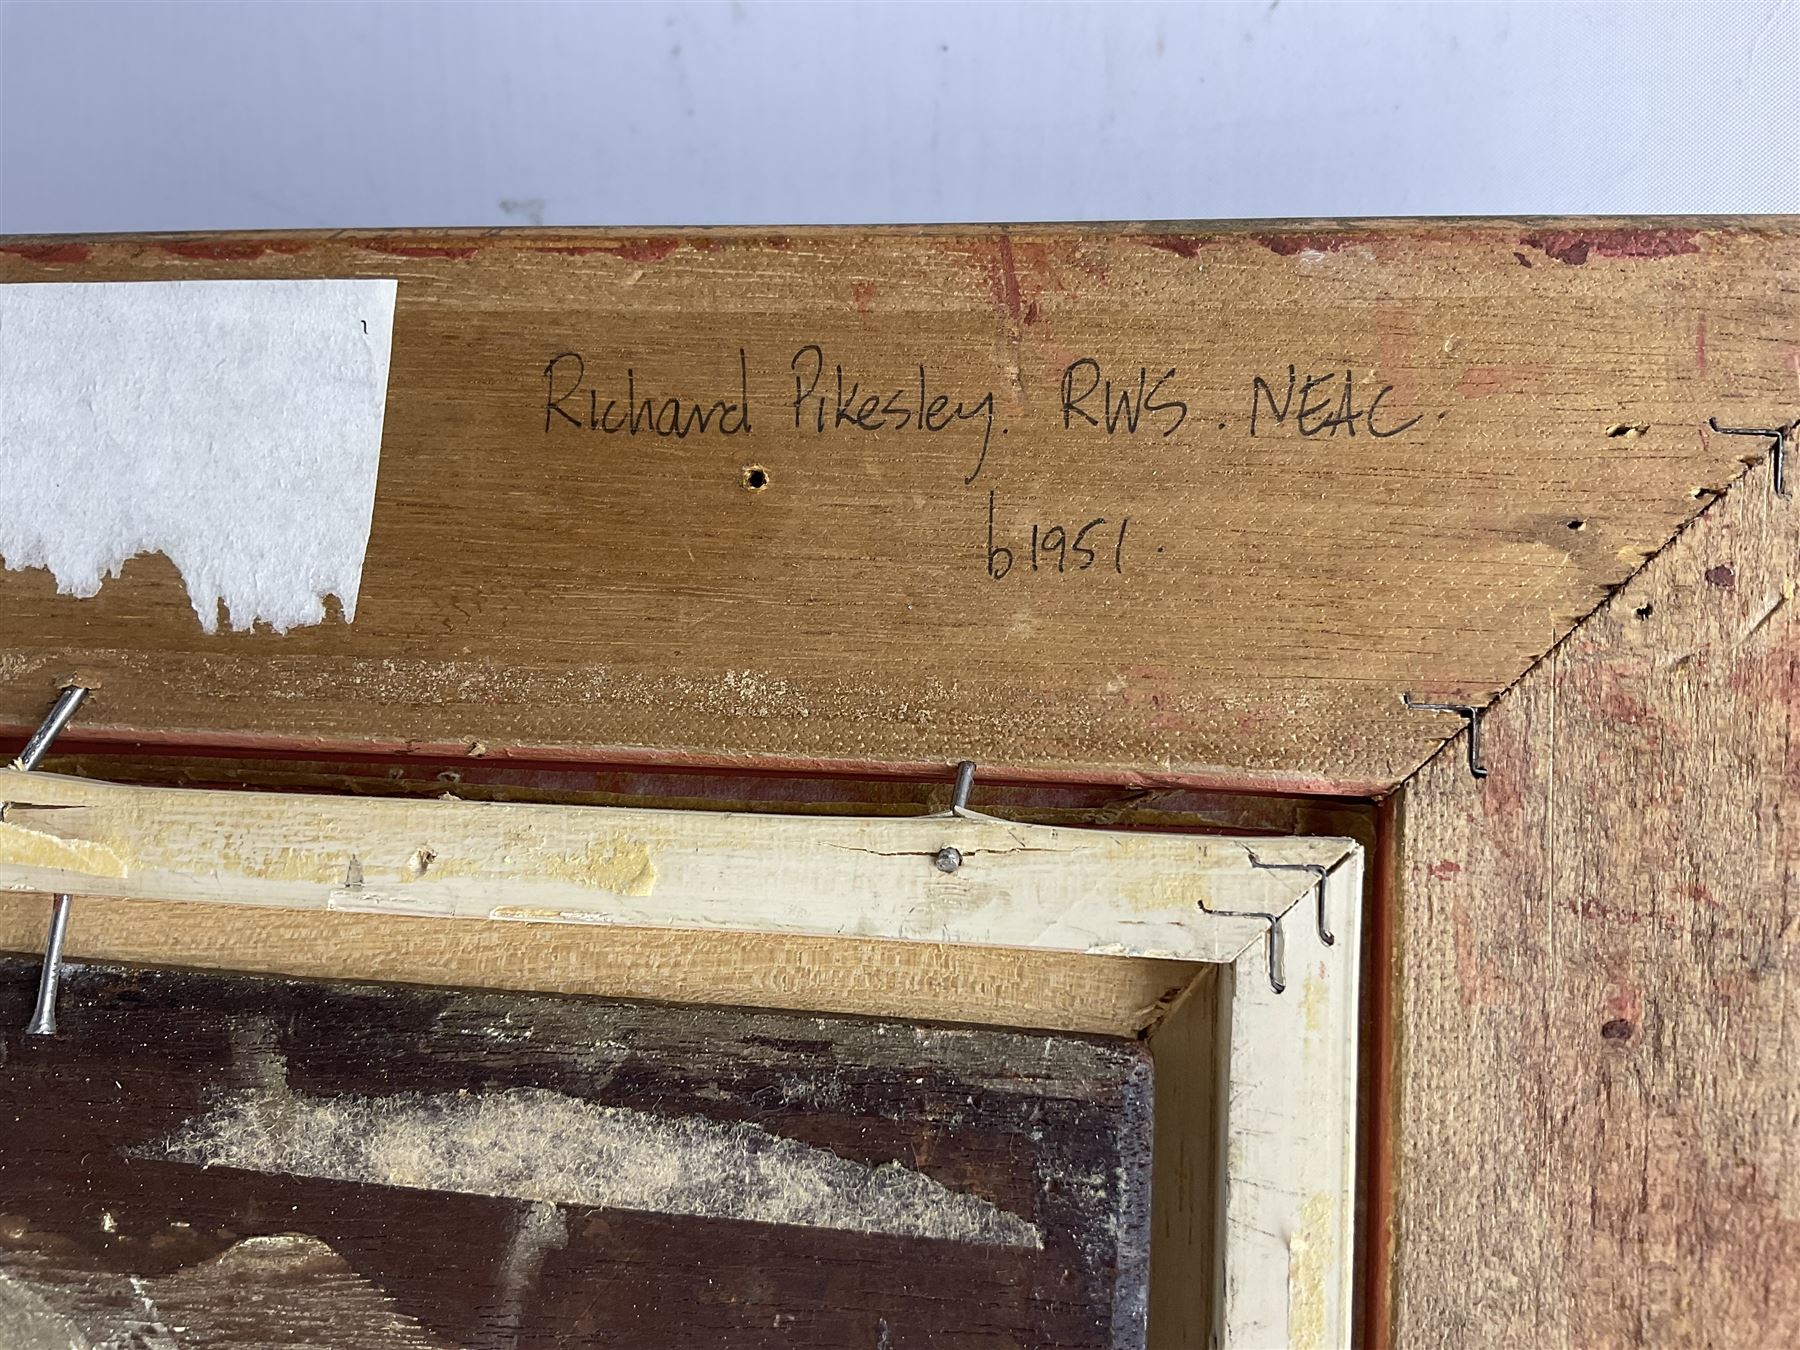 Richard Pikesley. RWS. NEAC.
b1951.